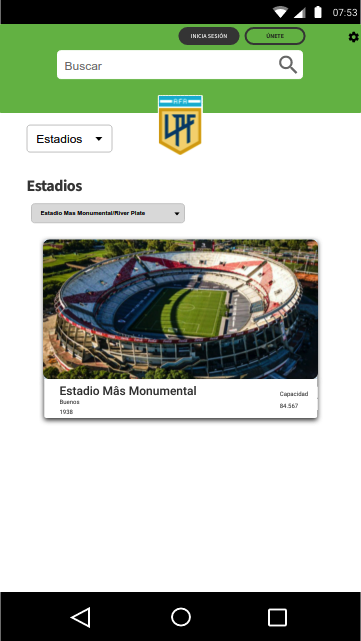 07:53
INICIA SESIÓN
ÚNETE
Buscar
AFA
LPF
Estadios
Estadios
Estadio Mas Monumental/River Plate
Estadio Mâs Monumental
Capacidad
Buenos
84.567
1938